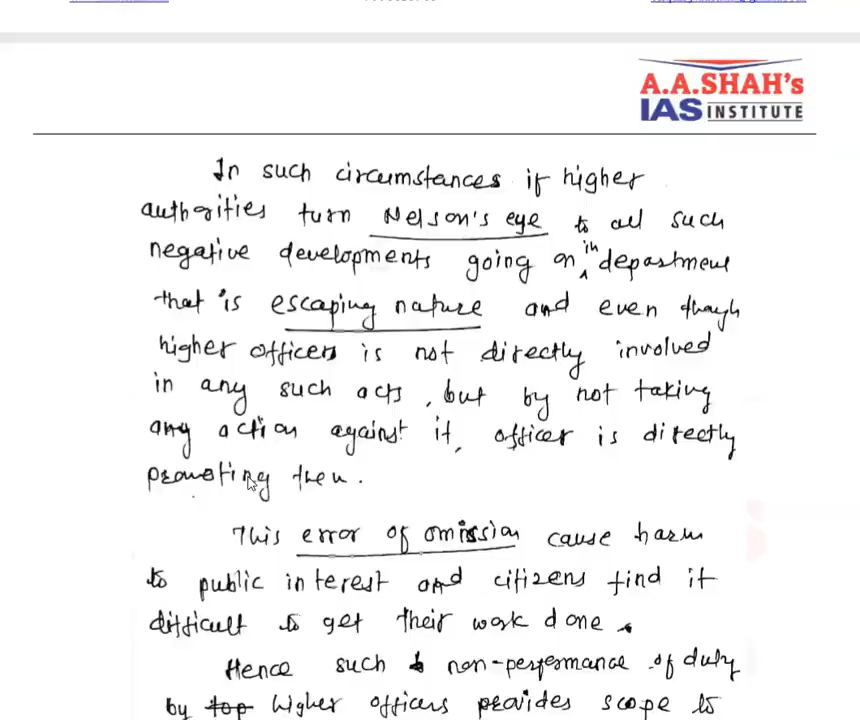 A.A.SHAH's
IAS INSTITUTE
In such circumstances if higher
authorities turn Nelson's eye to all such
negative developments going on in department
that is escaping nature and even though
higher officers is not directly involved
in any such acts, but by not taking
any action against it, officer is directly
promoting them.
This error of omission cause harm
to public interest and citizens find it
difficult to get their work done.
Hence such non-performance of duty
by top higher officers provides scope to